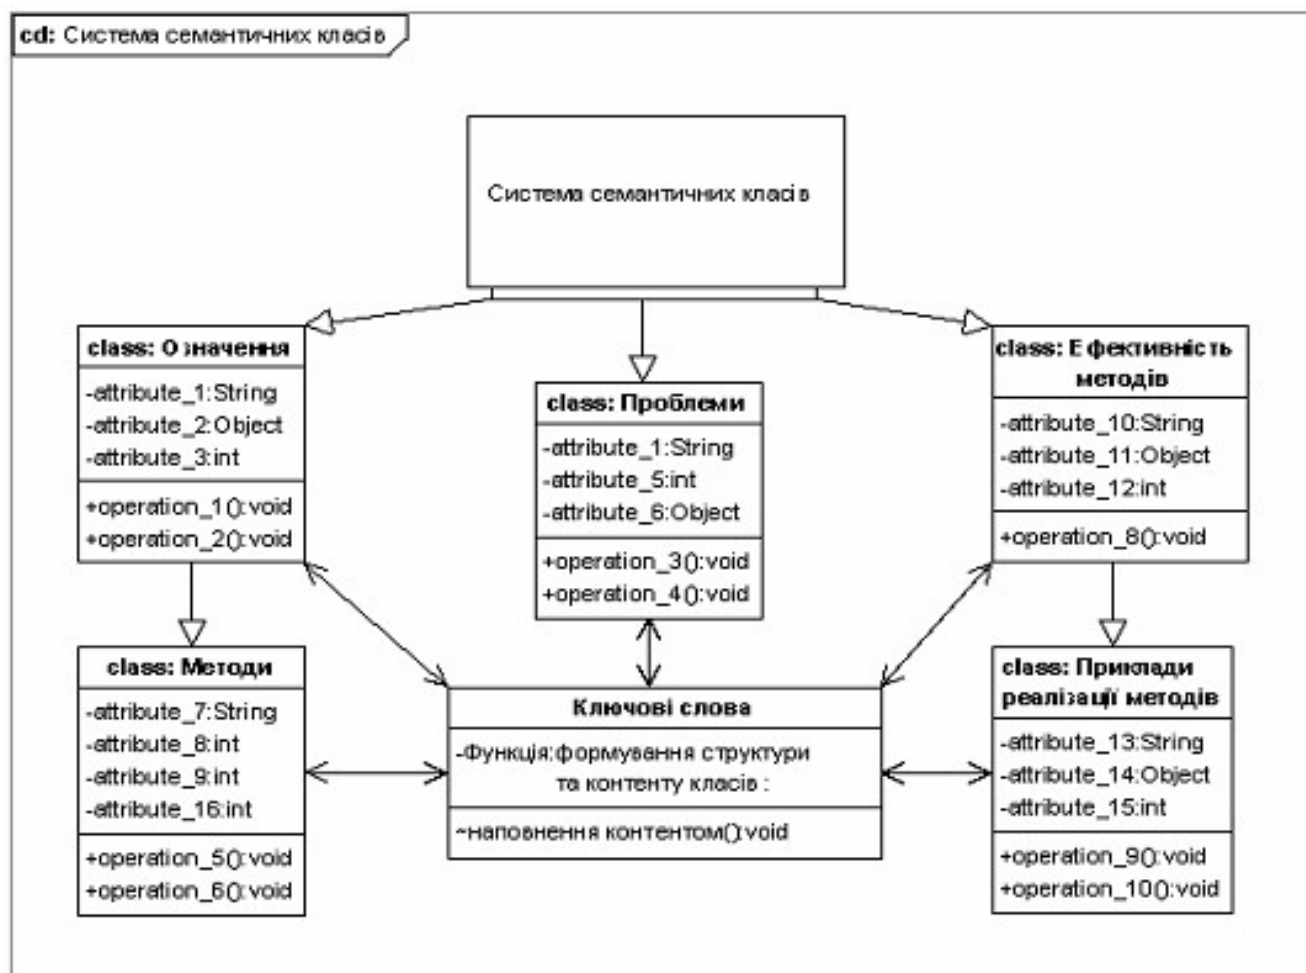 cd: Система семантичних класів
Система семантичних класів
class: Означення
-attribute_1:String
-attribute_2:Object
-attribute_3:int
+operation_1():void
+operation_2():void
class: Проблеми
-attribute_1:String
-attribute_5:int
-attribute_6:Object
+operation_3():void
+operation_4():void
class: Ефективність
методів
-attribute_10:String
-attribute_11:Object
-attribute_12:int
+operation_8():void
class: Методи
-attribute_7:String
-attribute_8:int
-attribute_9:int
-attribute_16:int
+operation_5():void
+operation_6():void
Ключові слова
-Функція:формування структури
та контенту класів :
~наповнення контентом():void
class: Приклади
реалізації методів
-attribute_13:String
-attribute_14:Object
-attribute_15:int
+operation_9():void
+operation_10():void